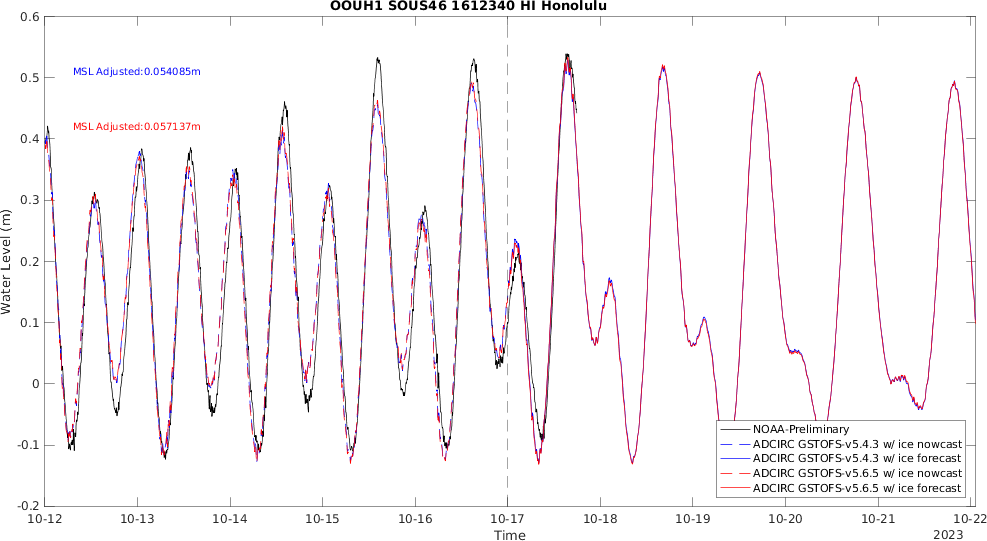 OOUH1 SOUS46 1612340 HI Honolulu
0.6
0.5
0.4
0.3
0.2
0.1
0
-0.1
-0.2
Water Level (m)
MSL Adjusted:0.054085m
MSL Adjusted:0.057137m
NOAA-Preliminary
ADCIRC GSTOFS-v5.4.3 w/ ice nowcast
ADCIRC GSTOFS-v5.4.3 w/ ice forecast
ADCIRC GSTOFS-v5.6.5 w/ ice nowcast
ADCIRC GSTOFS-v5.6.5 w/ ice forecast
10-12 10-13 10-14 10-15 10-16 10-17 10-18 10-19 10-20 10-21 10-22
Time
2023